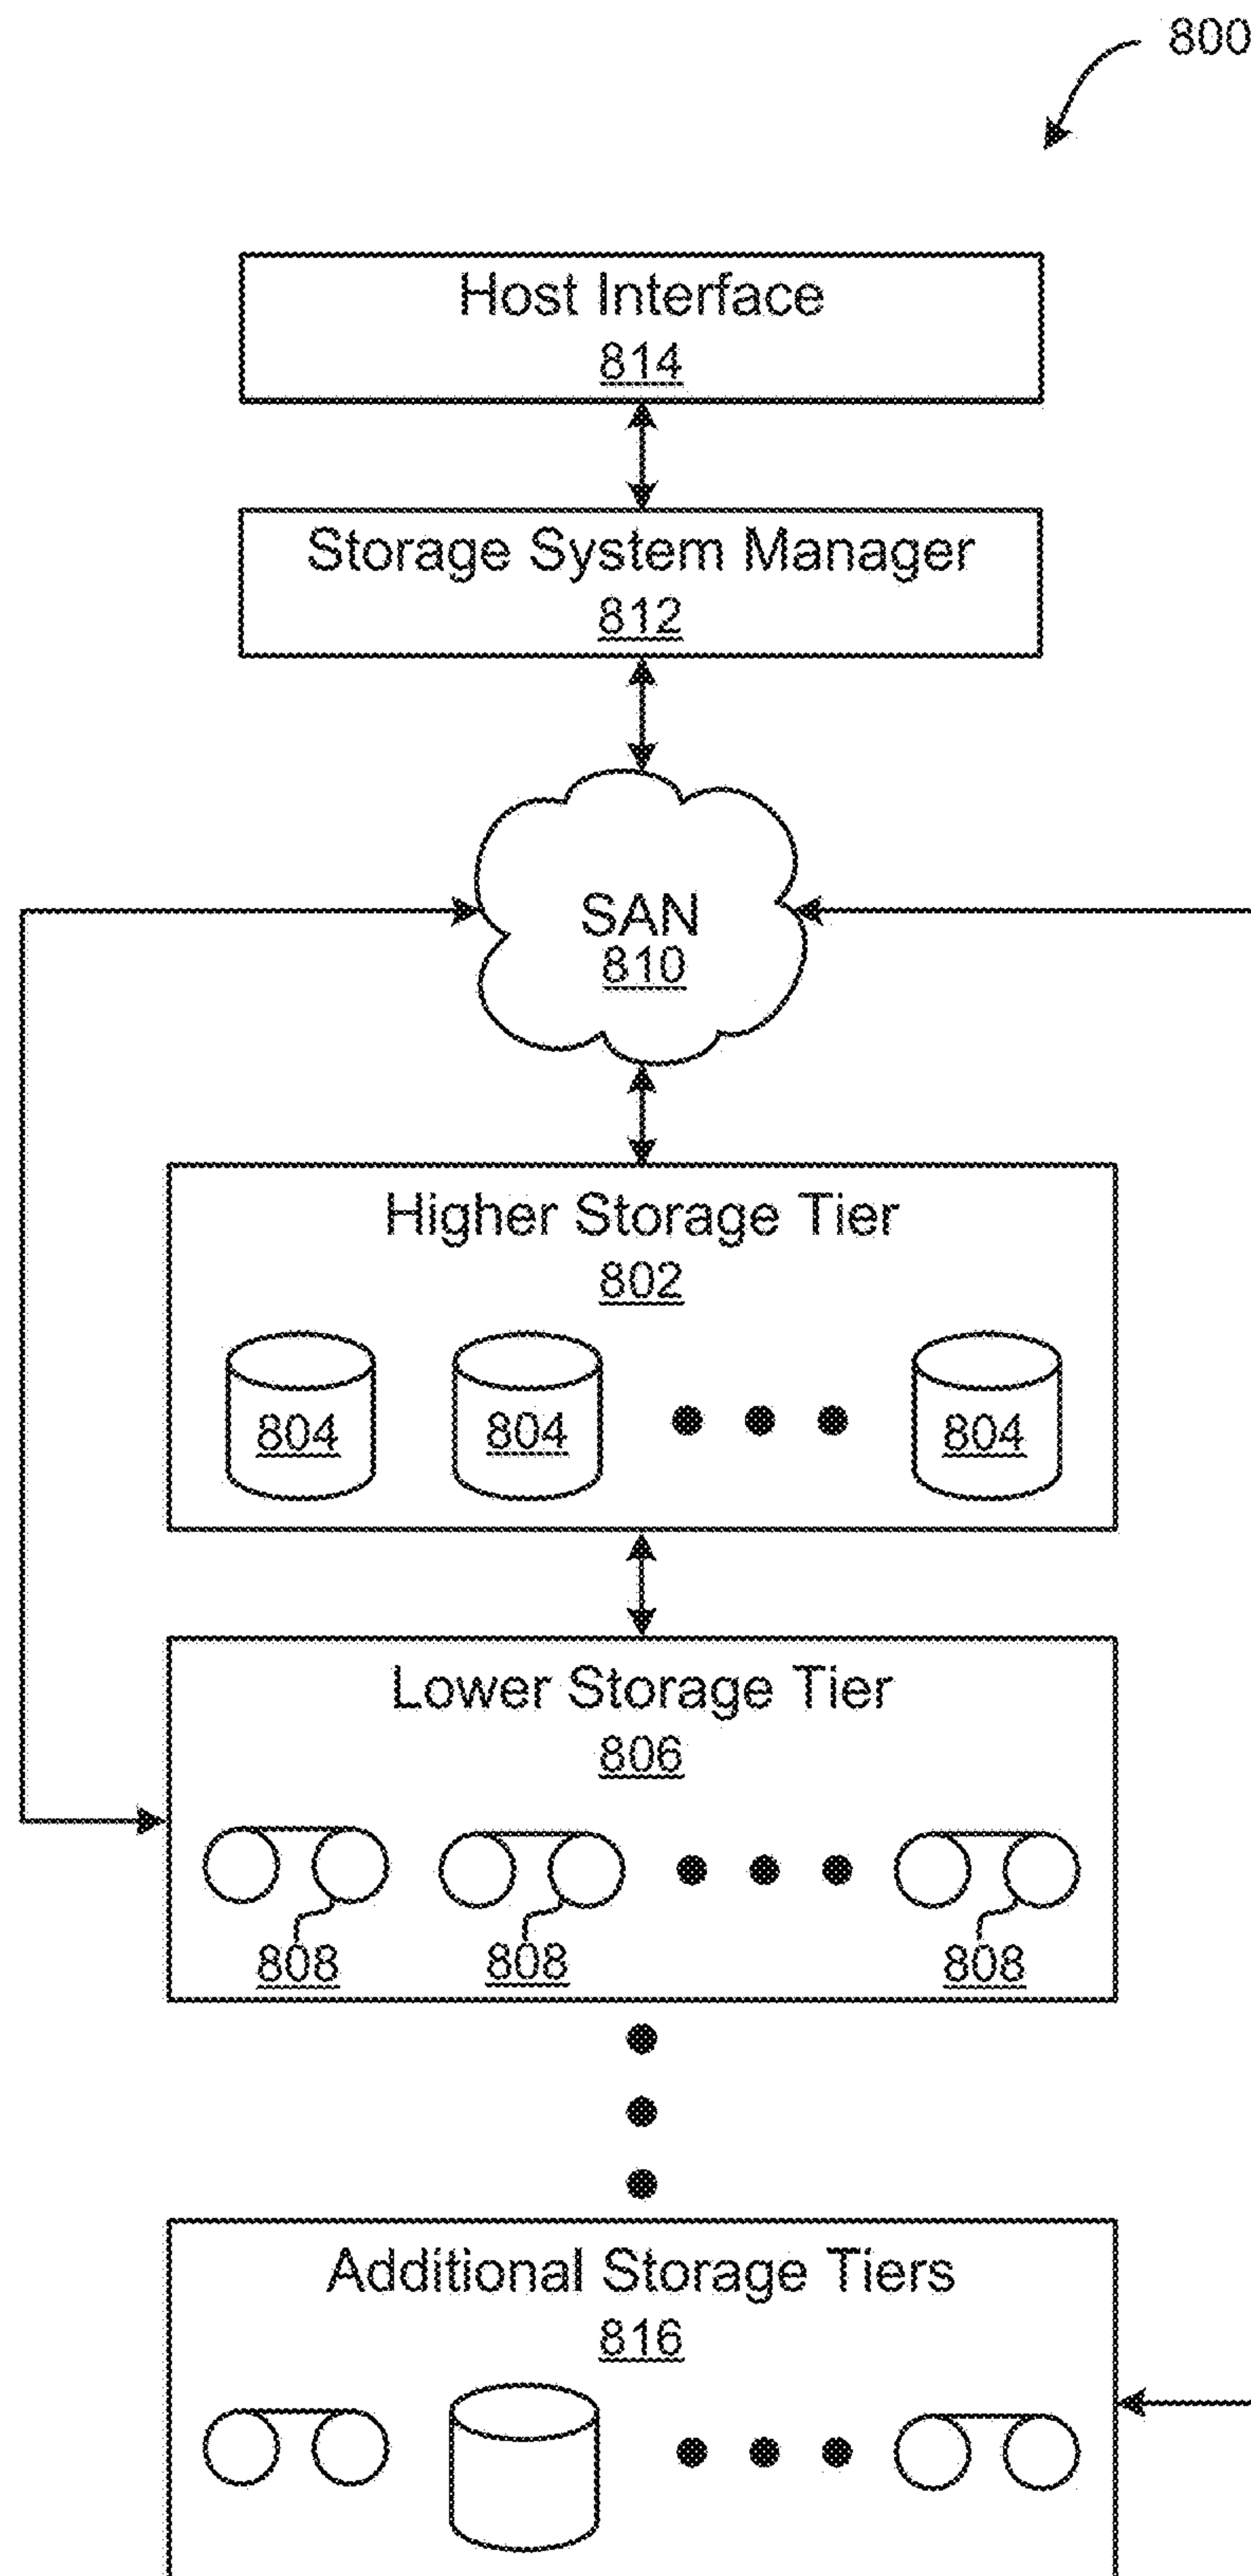 800
Host Interface
814
Storage System Manager
812
SAN
810
Higher Storage Tier
802
804 804 804
Lower Storage Tier
806
808 808 808
Additional Storage Tiers
816